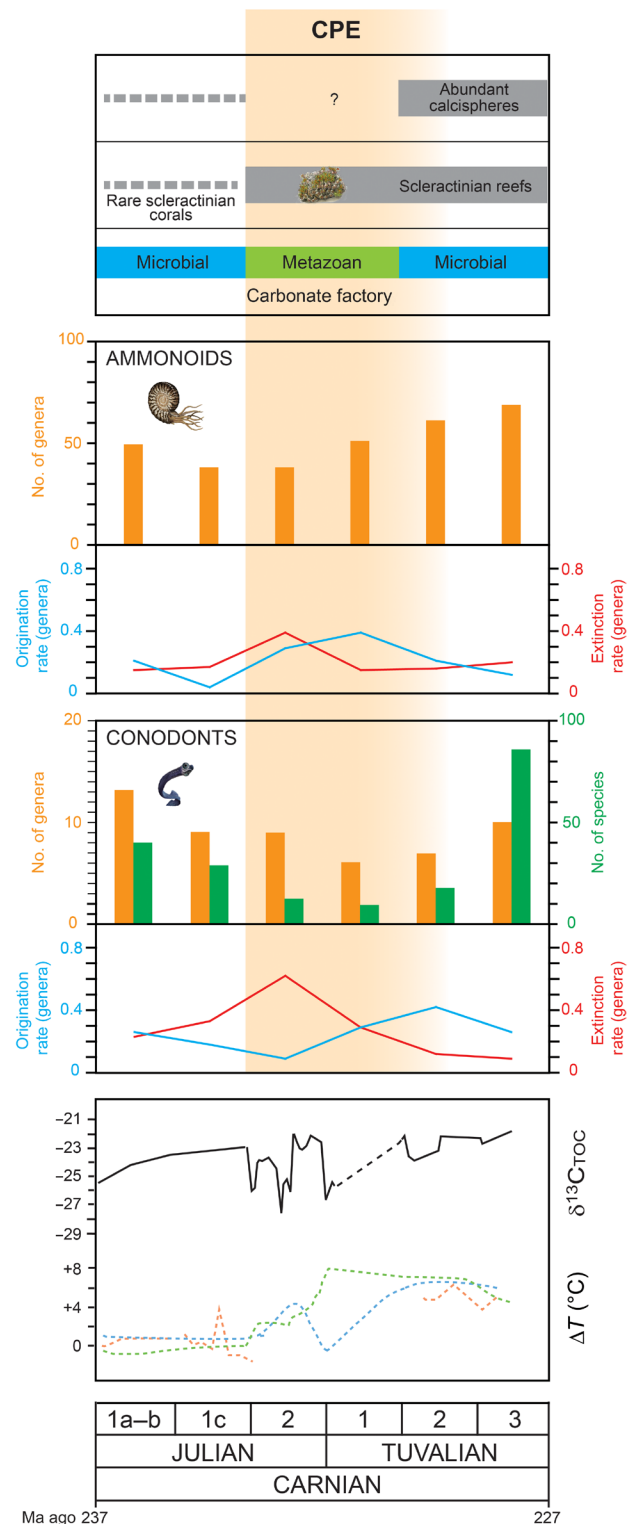 CPE
Abundant
calcispheres
?
Scleractinian reefs
Rare scleractinian
corals
Microbial Metazoan Microbial
Carbonate factory
AMMONOIDS
No. of genera
100
50
0
Origination
rate (genera)
0.8
0.4
0
Extinction
rate (genera)
0.8
0.4
0
CONODONTS
No. of genera
20
10
0
No. of species
100
50
0
Origination
rate (genera)
0.8
0.4
0
Extinction
rate (genera)
0.8
0.4
0
−21
−23
−25
−27
−29
δ13CTOC
+8
+4
0
ΔT (°C)
1a–b 1c 2 1 2 3
JULIAN TUVALIAN
CARNIAN
Ma ago 237 227